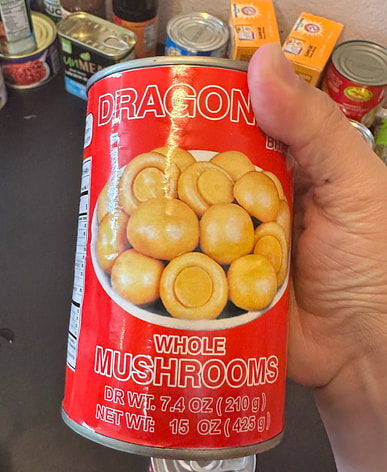 DRAGON
WHOLE
MUSHROOMS
DR WT. 7.4 OZ ( 210 g )
NET WT: 15 OZ ( 425 g )